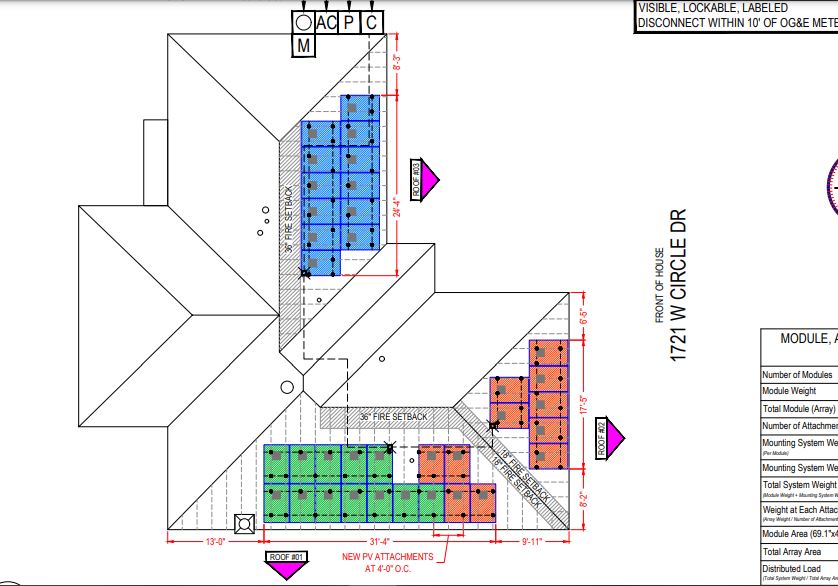 VISIBLE, LOCKABLE, LABELED
DISCONNECT WITHIN 10' OF OG&E METE
AC P C
M
8'-3"
ROOF #03
24'-4"
36" FIRE SETBACK
FRONT OF HOUSE
1721 W CIRCLE DR
6'-5"
17'-5"
ROOF #02
8'-2"
36" FIRE SETBACK
18" FIRE SETBACK
18" FIRE SETBACK
13'-0"
31'-4"
9'-11"
ROOF #01
NEW PV ATTACHMENTS
AT 4'-0" O.C.
MODULE, A
Number of Modules
Module Weight
Total Module (Array)
Number of Attachmen
Mounting System We
(Per Module)
Mounting System We
Total System Weight
(Module Weight + Mounting System W
Weight at Each Attac
(Array Weight / Number of Attachment
Module Area (69.1"x4
Total Array Area
Distributed Load
(Total System Weight / Total Array Are